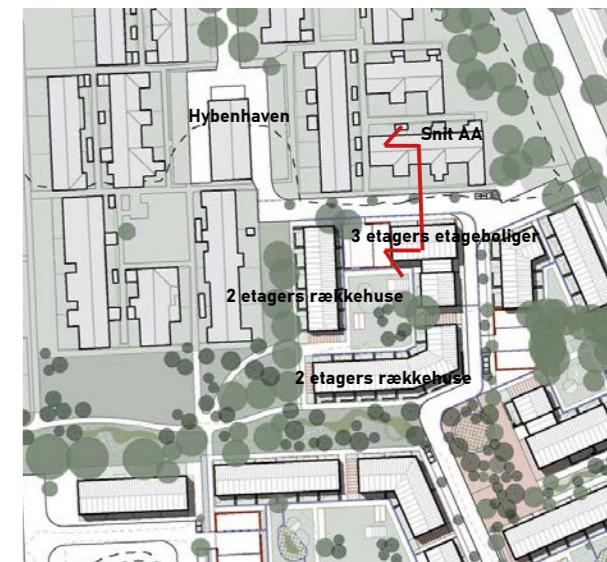 Hybenhaven
Snit AA
3 etagers etageboliger
2 etagers rækkehuse
2 etagers rækkehuse